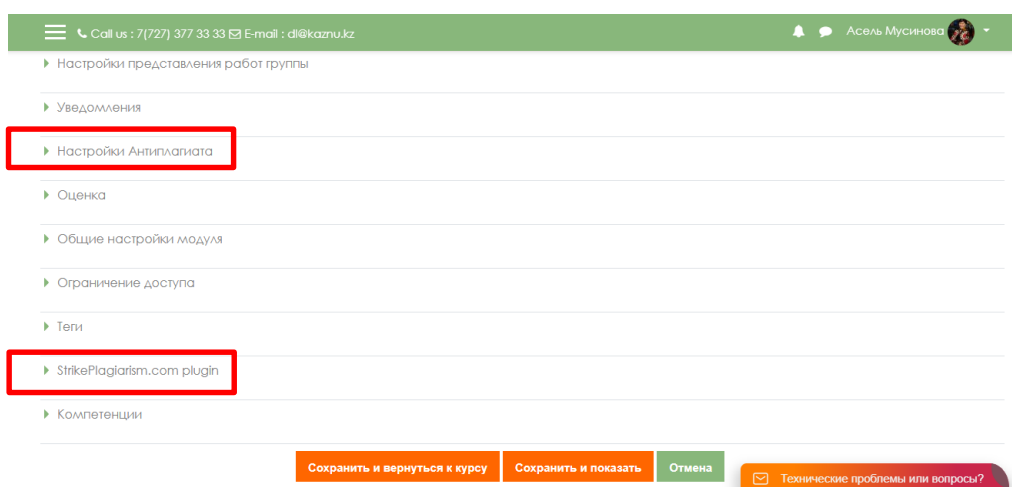 Call us : 7(727) 377 33 33 E-mail : dl@kaznu.kz Асель Мусинова
Настройки представления работ группы
Уведомления
Настройки Антиплагиата
Оценка
Общие настройки модуля
Ограничение доступа
Теги
StrikePlagiarism.com plugin
Компетенции
Сохранить и вернуться к курсу Сохранить и показать Отмена
Технические проблемы или вопросы?